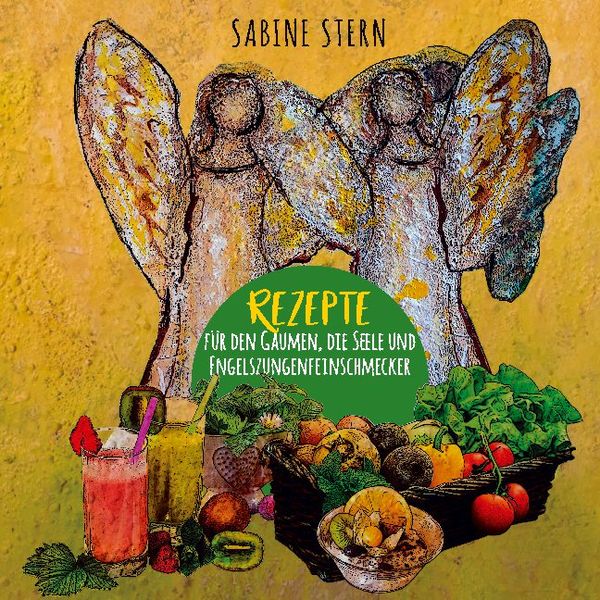 SABINE STERN
REZEPTE
FÜR DEN GAUMEN, DIE SEELE UND
ENGELSZUNGENFEINSCHMECKER